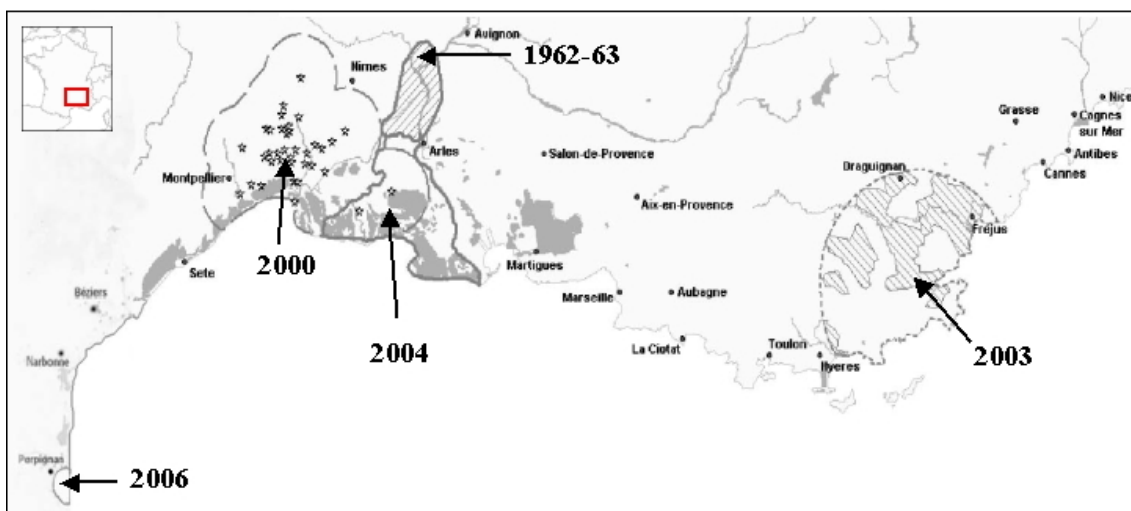 Avignon
1962-63
Nimes
Nice
Grasse
Cagnes
sur Mer
Arles
Salon-de-Provence
Antibes
Draguignan
Cannes
Montpellier
Aix-en-Provence
Fréjus
2000
Sete
Martigues
Béziers
Marseille
Aubagne
2004
La Ciotat
Toulon
Hyeres
2003
Narbonne
Perpignan
2006